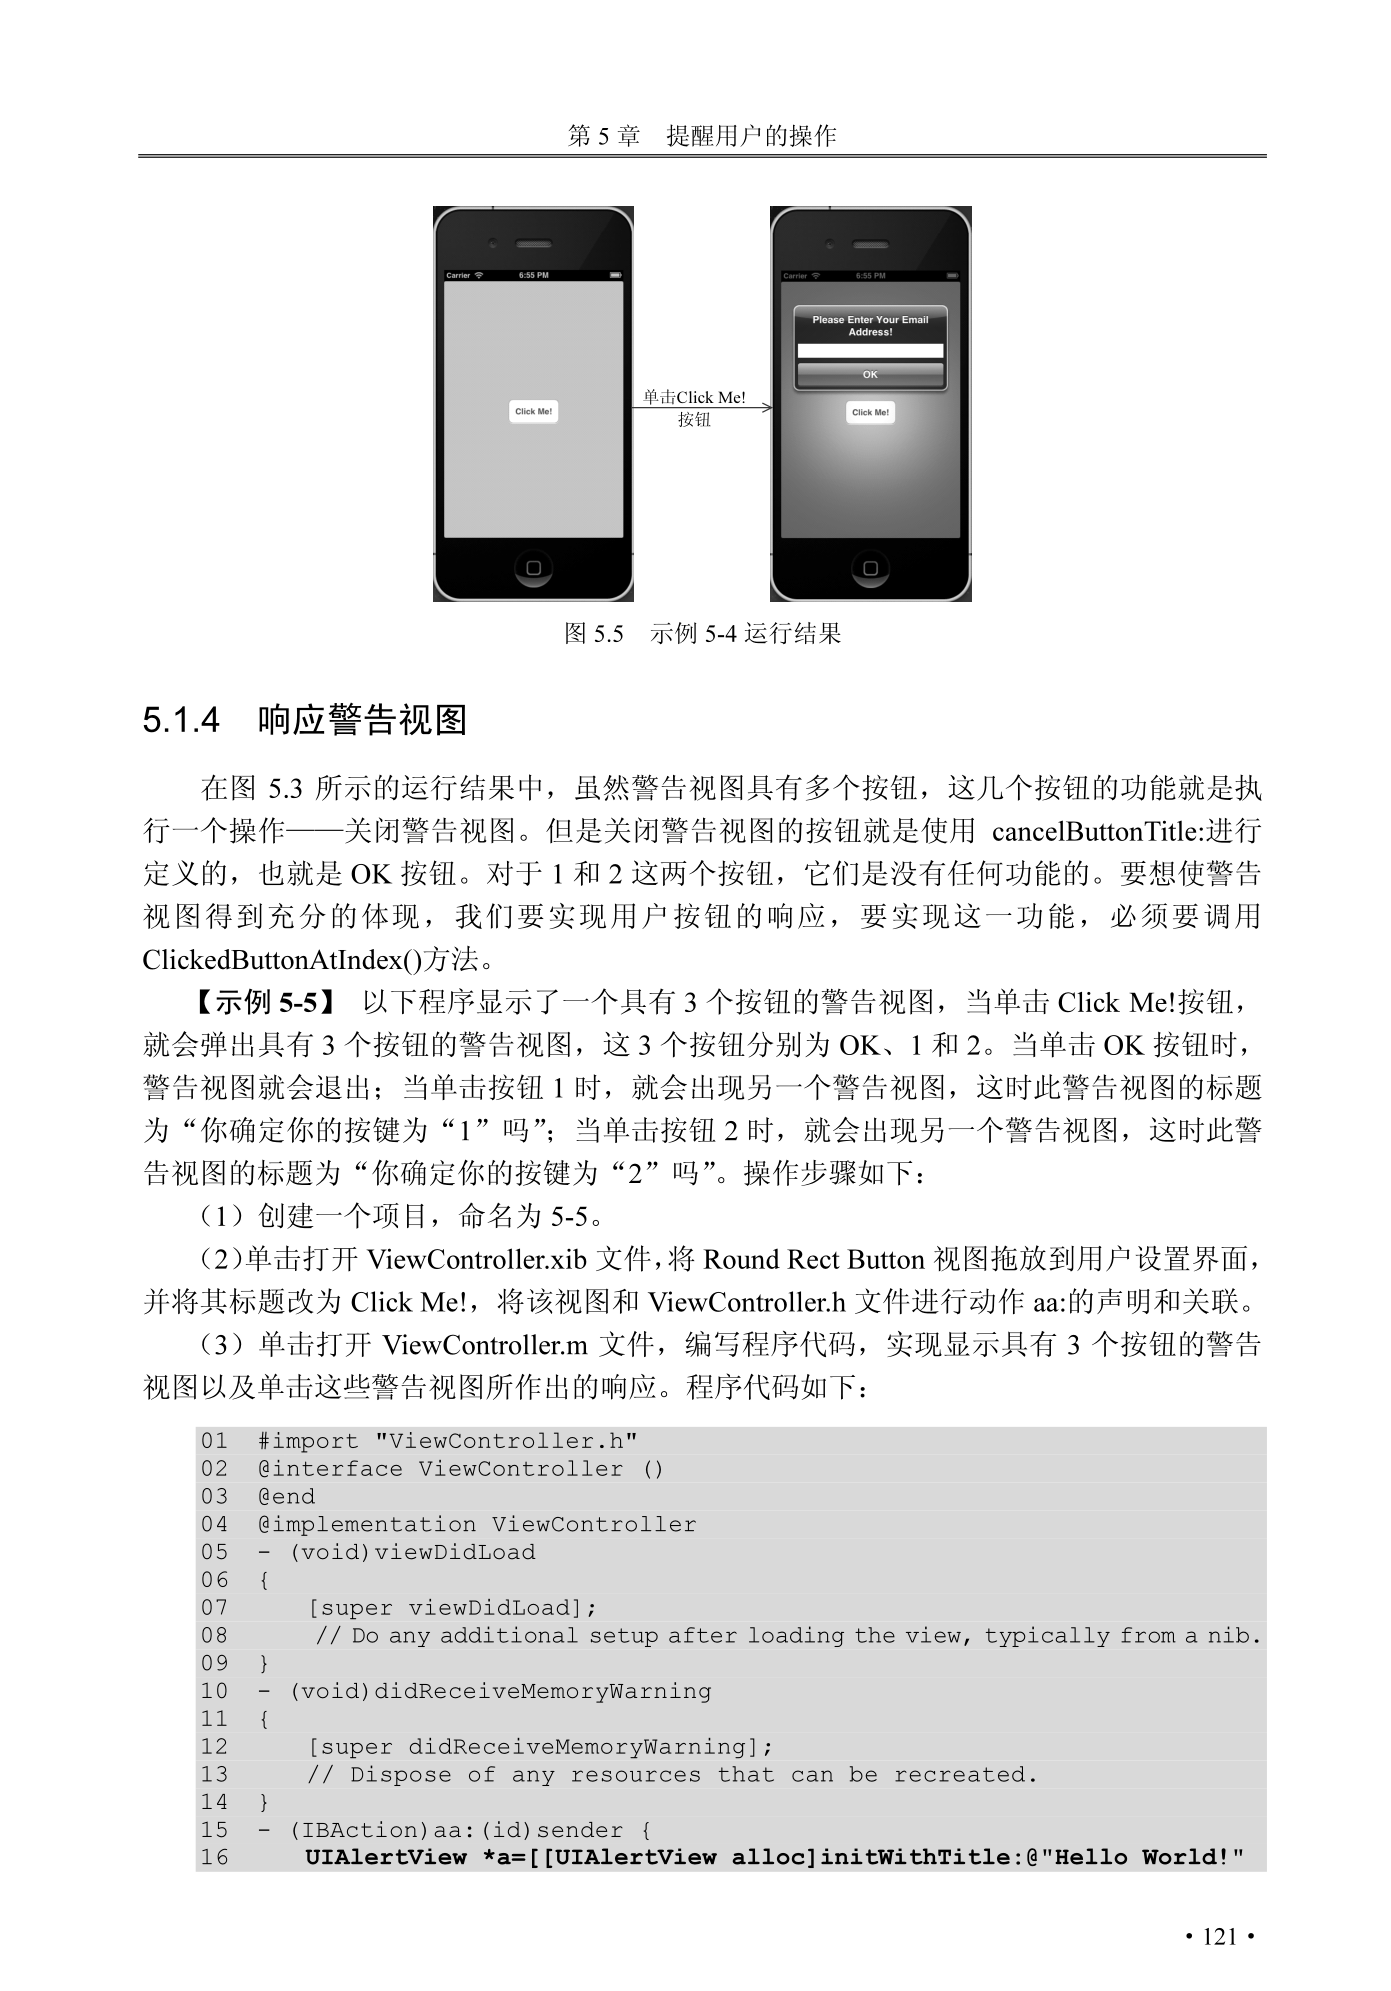 第 5 章　提醒用户的操作
Carrier 6:55 PM
Click Me!
单击Click Me!
按钮
Carrier 6:55 PM
Please Enter Your Email
Address!
OK
Click Me!
图 5.5　示例 5-4 运行结果
5.1.4　响应警告视图
在图 5.3 所示的运行结果中，虽然警告视图具有多个按钮，这几个按钮的功能就是执
行一个操作——关闭警告视图。但是关闭警告视图的按钮就是使用 cancelButtonTitle:进行
定义的，也就是 OK 按钮。对于 1 和 2 这两个按钮，它们是没有任何功能的。要想使警告
视图得到充分的体现，我们要实现用户按钮的响应，要实现这一功能，必须要调用
ClickedButtonAtIndex()方法。
【示例 5-5】 以下程序显示了一个具有 3 个按钮的警告视图，当单击 Click Me!按钮，
就会弹出具有 3 个按钮的警告视图，这 3 个按钮分别为 OK、1 和 2。当单击 OK 按钮时，
警告视图就会退出；当单击按钮 1 时，就会出现另一个警告视图，这时此警告视图的标题
为“你确定你的按键为“1”吗”；当单击按钮 2 时，就会出现另一个警告视图，这时此警
告视图的标题为“你确定你的按键为“2”吗”。操作步骤如下：
（1）创建一个项目，命名为 5-5。
（2）单击打开 ViewController.xib 文件，将 Round Rect Button 视图拖放到用户设置界面，
并将其标题改为 Click Me!，将该视图和 ViewController.h 文件进行动作 aa:的声明和关联。
（3）单击打开 ViewController.m 文件，编写程序代码，实现显示具有 3 个按钮的警告
视图以及单击这些警告视图所作出的响应。程序代码如下：
01 #import "ViewController.h"
02 @interface ViewController ()
03 @end
04 @implementation ViewController
05 - (void)viewDidLoad
06 {
07 [super viewDidLoad];
08 // Do any additional setup after loading the view, typically from a nib.
09 }
10 - (void)didReceiveMemoryWarning
11 {
12 [super didReceiveMemoryWarning];
13 // Dispose of any resources that can be recreated.
14 }
15 - (IBAction)aa:(id)sender {
16 UIAlertView *a=[[UIAlertView alloc]initWithTitle:@"Hello World!"
• 121 •